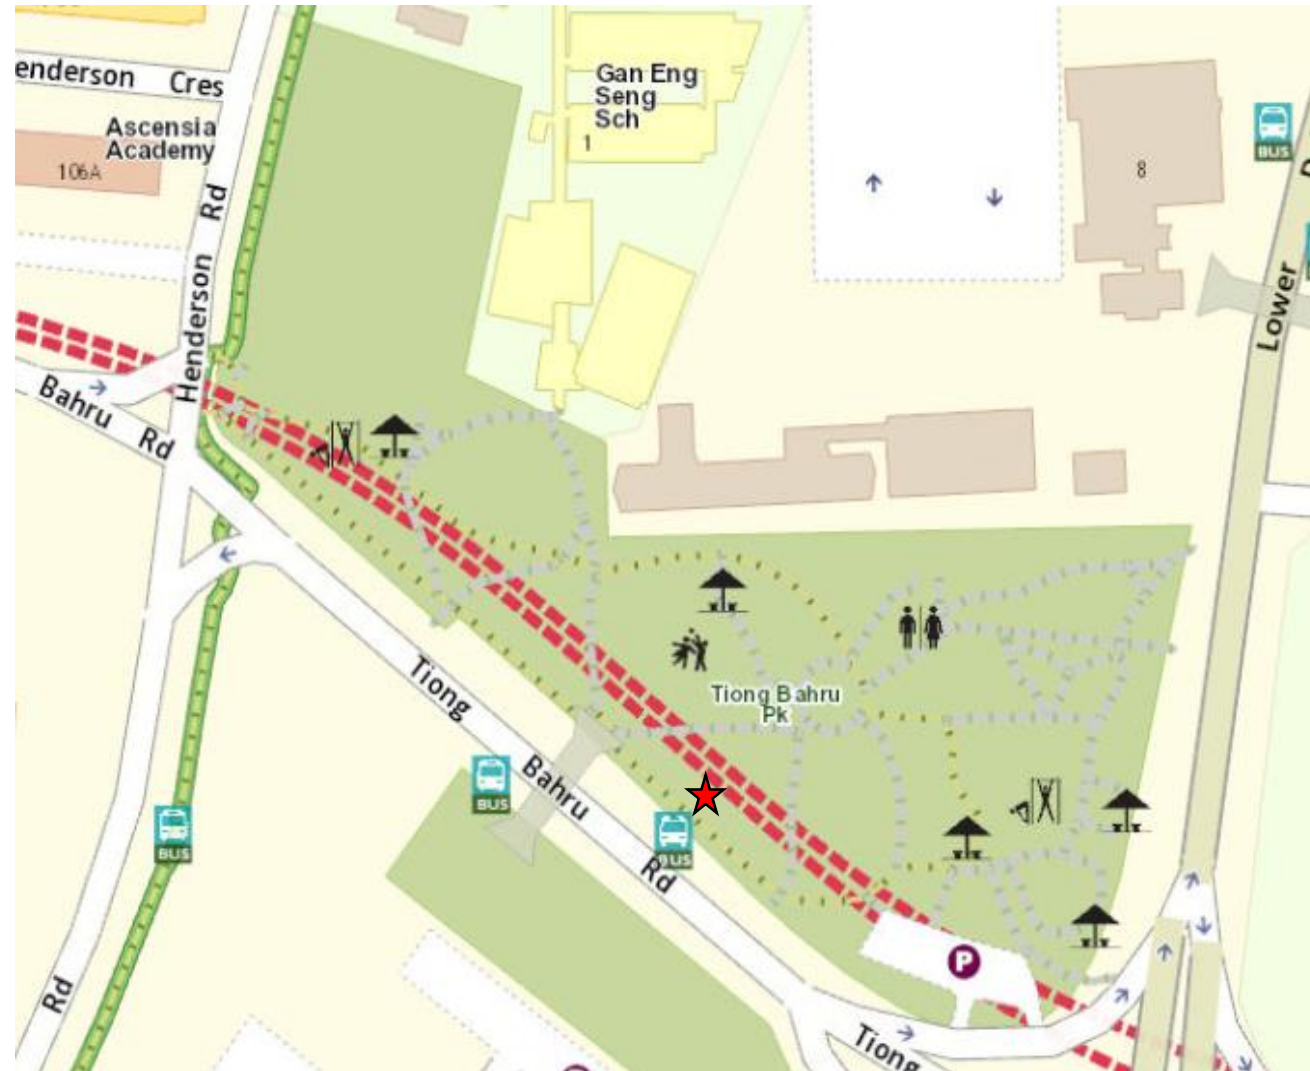 enderson Cres
Ascensia
Academy
106A
Gan Eng
Seng
Sch
1
8
BUS
Henderson Rd
Lower
Bahru Rd
Tiong Bahru
Pk
Tiong
Bahru
Rd
BUS
BUS
BUS
Rd
P
Tiong